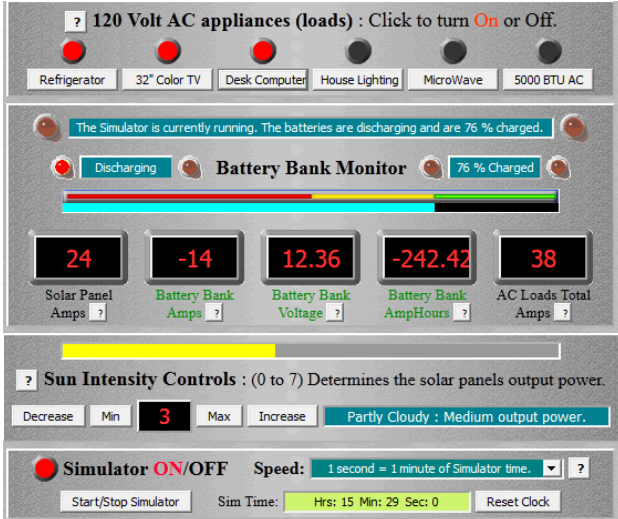 ? 120 Volt AC appliances (loads) : Click to turn On or Off.
Refrigerator 32" Color TV Desk Computer House Lighting MicroWave 5000 BTU AC
The Simulator is currently running. The batteries are discharging and are 76 % charged.
Discharging Battery Bank Monitor 76 % Charged
24 -14 12.36 -242.42 38
Solar Panel Battery Bank Battery Bank Battery Bank AC Loads Total
Amps ? Amps ? Voltage ? AmpHours ? Amps ?
? Sun Intensity Controls : (0 to 7) Determines the solar panels output power.
Decrease Min 3 Max Increase Partly Cloudy : Medium output power.
Simulator ON/OFF Speed: 1 second = 1 minute of Simulator time. ?
Start/Stop Simulator Sim Time: Hrs: 15 Min: 29 Sec: 0 Reset Clock